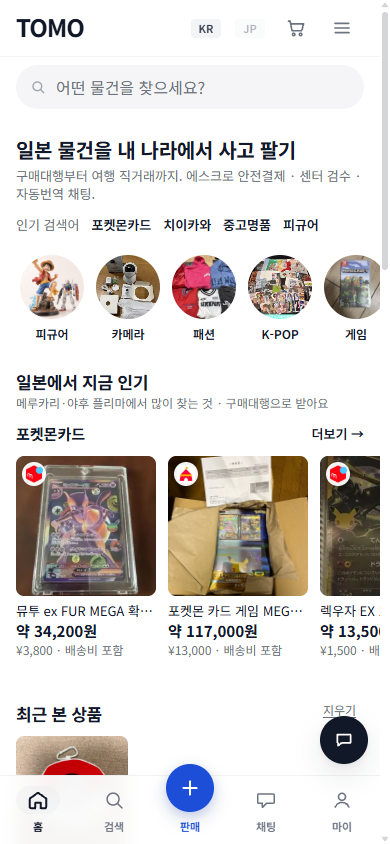 TOMO
KR
JP
어떤 물건을 찾으세요?
일본 물건을 내 나라에서 사고 팔기
구매대행부터 여행 직거래까지. 에스크로 안전결제 · 센터 검수 ·
자동번역 채팅.
인기 검색어 포켓몬카드 치이카와 중고명품 피규어
피규어
카메라
패션
K-POP
게임
일본에서 지금 인기
메루카리·야후 플리마에서 많이 찾는 것 · 구매대행으로 받아요
포켓몬카드
더보기 →
뮤투 ex FUR MEGA 확…
약 34,200원
¥3,800 · 배송비 포함
포켓몬 카드 게임 MEG…
약 117,000원
¥13,000 · 배송비 포함
렉우자 EX
약 13,500
¥1,500 · 배
최근 본 상품
지우기
홈
검색
판매
채팅
마이